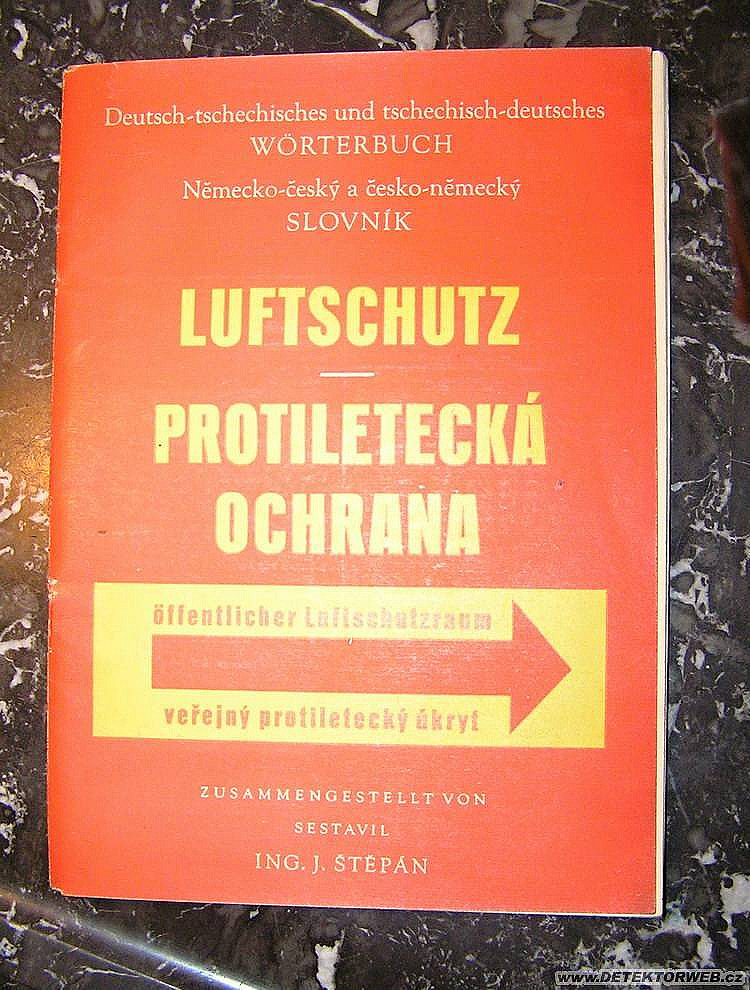 Deutsch-tschechisches und tschechisch-deutsches
WÖRTERBUCH
Německo-český a česko-německý
SLOVNÍK
LUFTSCHUTZ
—
PROTILETECKÁ
OCHRANA
öffentlicher Luftschutzraum
veřejný protiletecký úkryt
ZUSAMMENGESTELLT VON
SESTAVIL
ING. J. ŠTĚPÁN
www.DETEKTORWEB.cz